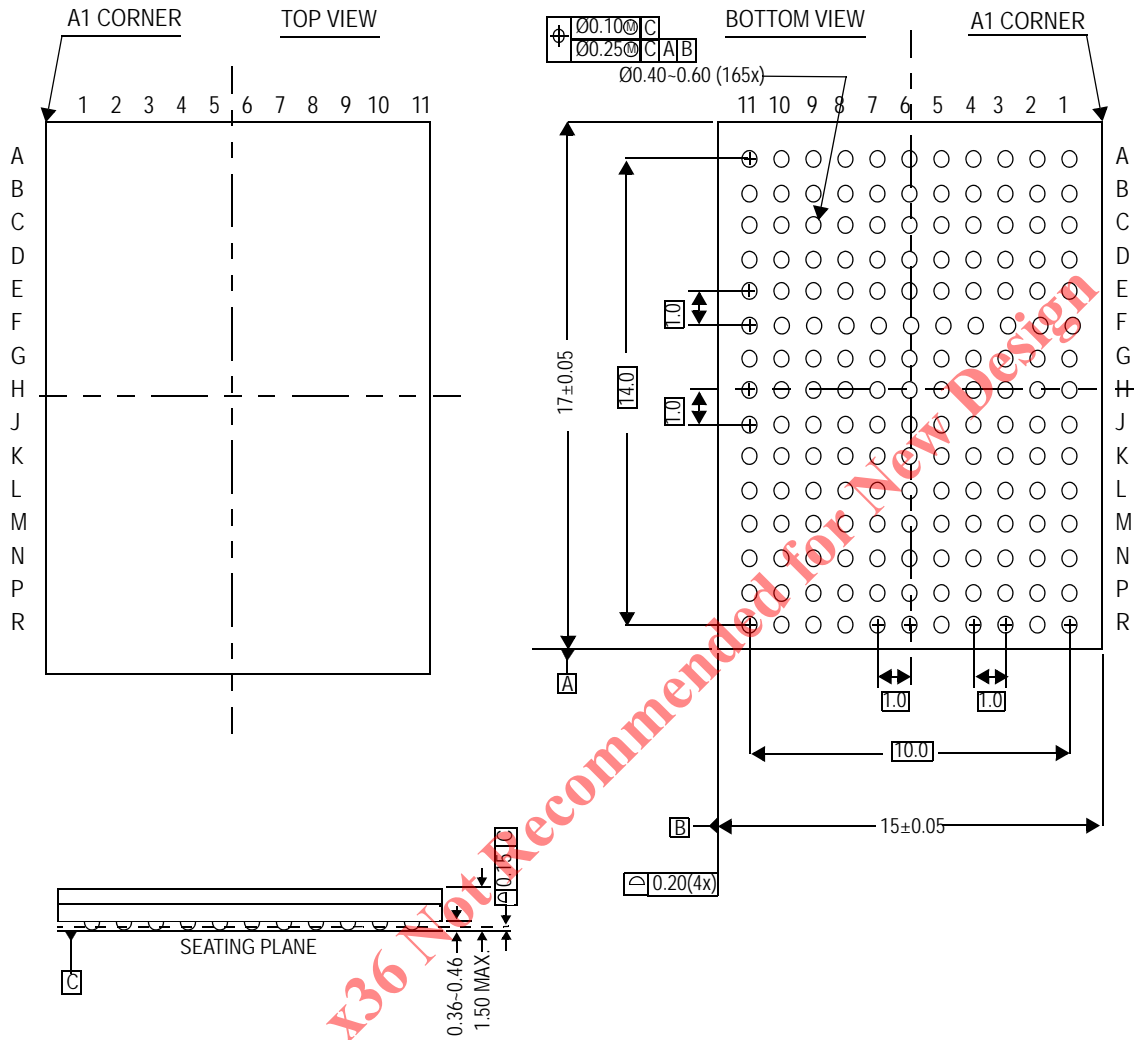 A1 CORNER
TOP VIEW
BOTTOM VIEW
A1 CORNER
Ø0.10Ⓜ C
Ø0.25Ⓜ C A B
Ø0.40~0.60 (165x)
1 2 3 4 5 6 7 8 9 10 11
11 10 9 8 7 6 5 4 3 2 1
A
B
C
D
E
F
G
H
J
K
L
M
N
P
R
A
B
C
D
E
F
G
H
J
K
L
M
N
P
R
1.0
17±0.05
14.0
1.0
A
1.0
1.0
10.0
B
15±0.05
0.20(4x)
0.15 C
SEATING PLANE
C
0.36~0.46
1.50 MAX.
x36 Not Recommended for New Design